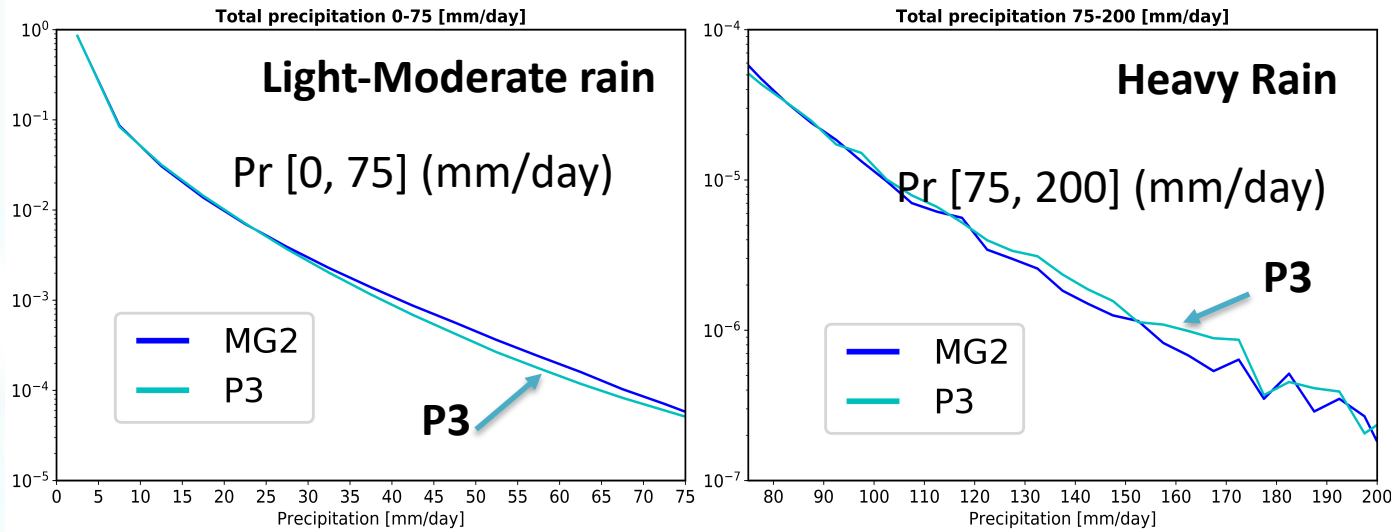 Total precipitation 0-75 [mm/day]
Light-Moderate rain
Pr [0, 75] (mm/day)
10⁰
10⁻¹
10⁻²
10⁻³
10⁻⁴
10⁻⁵
MG2
P3
P3
0 5 10 15 20 25 30 35 40 45 50 55 60 65 70 75
Precipitation [mm/day]
Total precipitation 75-200 [mm/day]
Heavy Rain
Pr [75, 200] (mm/day)
10⁻⁴
10⁻⁵
10⁻⁶
10⁻⁷
P3
MG2
P3
80 90 100 110 120 130 140 150 160 170 180 190 200
Precipitation [mm/day]